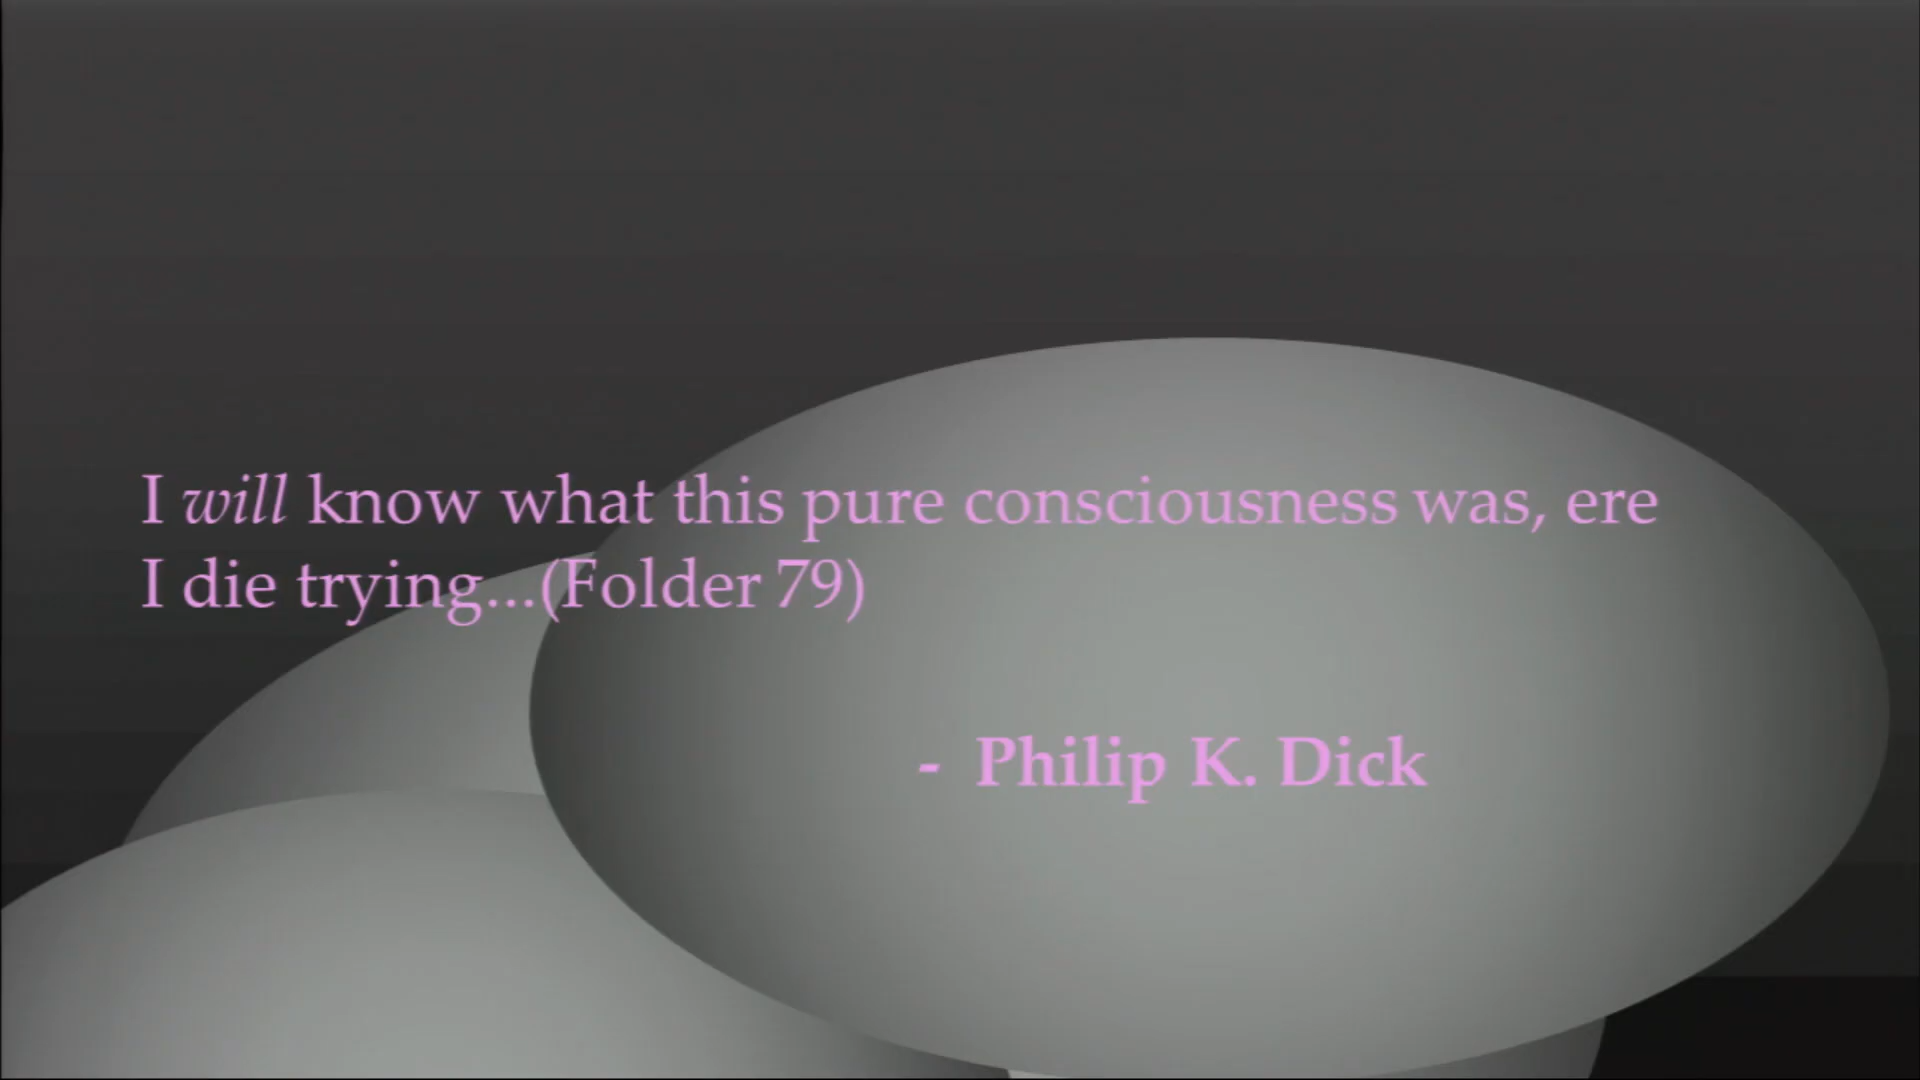 I will know what this pure consciousness was, ere
I die trying...(Folder 79)
- Philip K. Dick